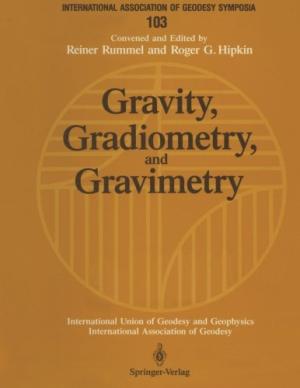 INTERNATIONAL ASSOCIATION OF GEODESY SYMPOSIA
103
Convened and Edited by
Reiner Rummel and Roger G. Hipkin
Gravity,
Gradiometry,
and
Gravimetry
International Union of Geodesy and Geophysics
International Association of Geodesy
Springer-Verlag